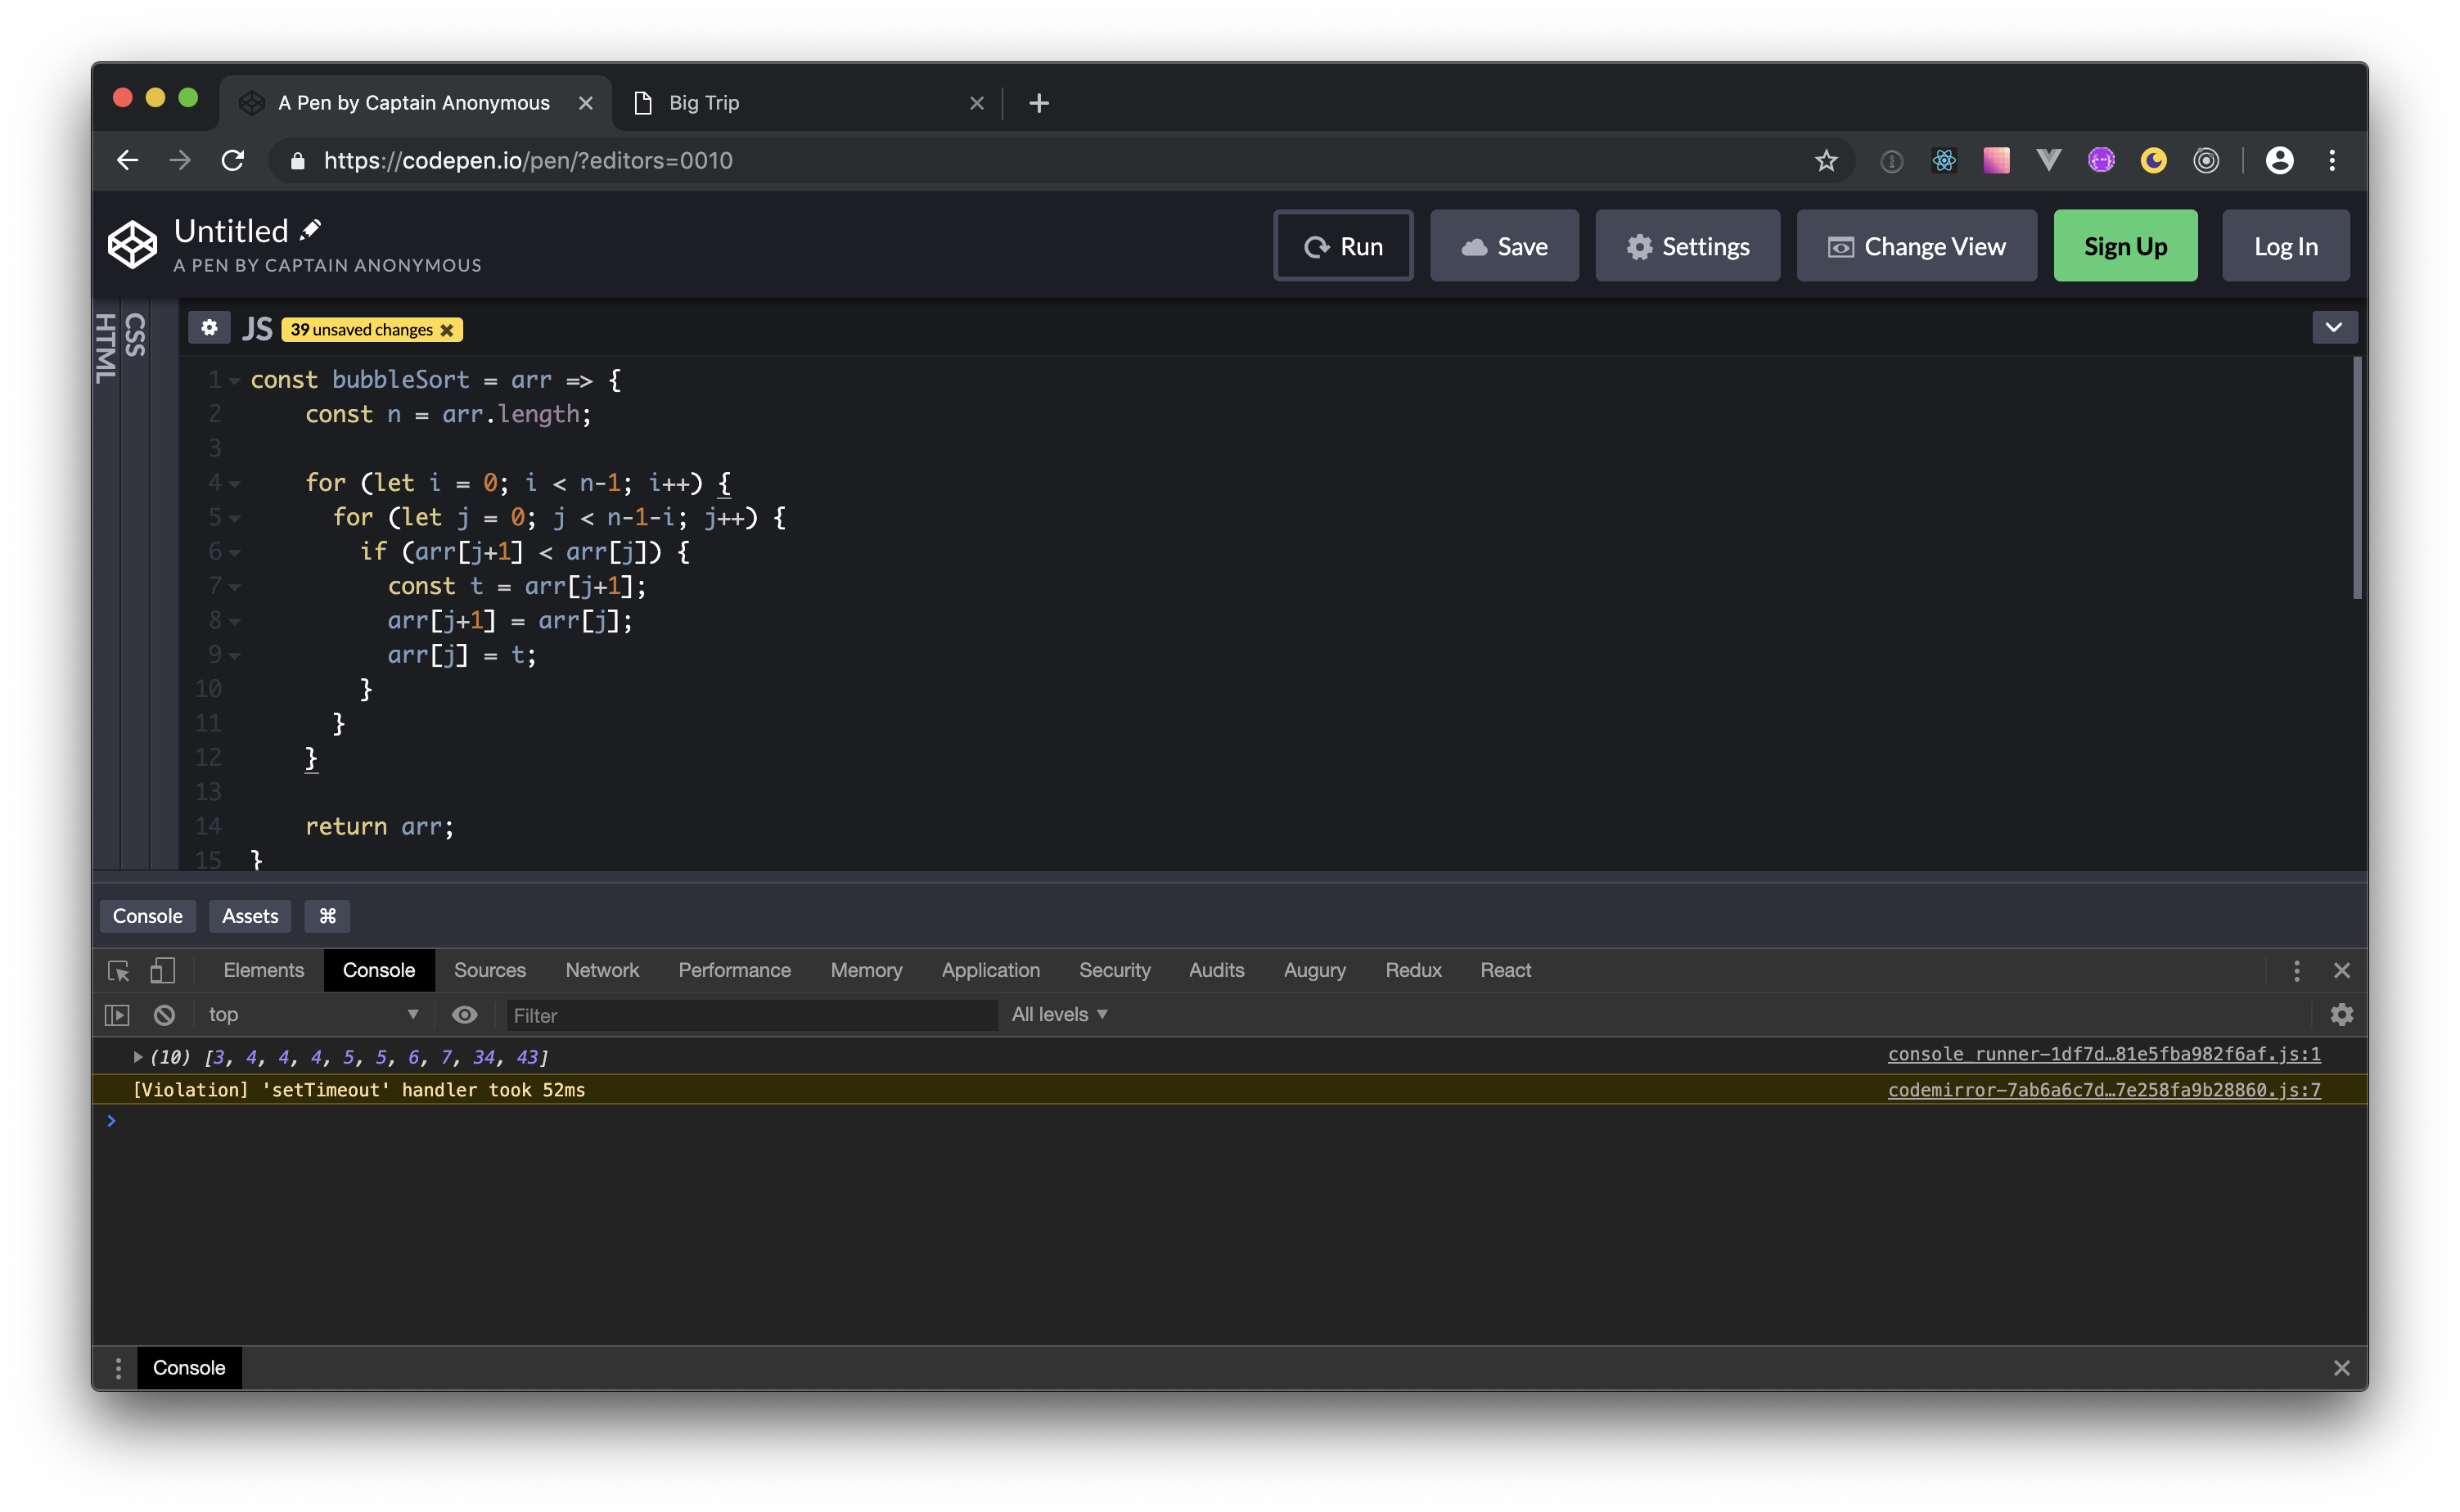 A Pen by Captain Anonymous
Big Trip
https://codepen.io/pen/?editors=0010
Untitled
A PEN BY CAPTAIN ANONYMOUS
Run
Save
Settings
Change View
Sign Up
Log In
HTML
CSS
JS
39 unsaved changes
1 const bubbleSort = arr => {
2 const n = arr.length;
3
4 for (let i = 0; i < n-1; i++) {
5 for (let j = 0; j < n-1-i; j++) {
6 if (arr[j+1] < arr[j]) {
7 const t = arr[j+1];
8 arr[j+1] = arr[j];
9 arr[j] = t;
10 }
11 }
12 }
13
14 return arr;
15 }
Console Assets ⌘
Elements Console Sources Network Performance Memory Application Security Audits Augury Redux React
top Filter All levels
(10) [3, 4, 4, 4, 5, 5, 6, 7, 34, 43] console_runner-1df7d…81e5fba982f6af.js:1
[Violation] 'setTimeout' handler took 52ms codemirror-7ab6a6c7d…7e258fa9b28860.js:7
>
Console